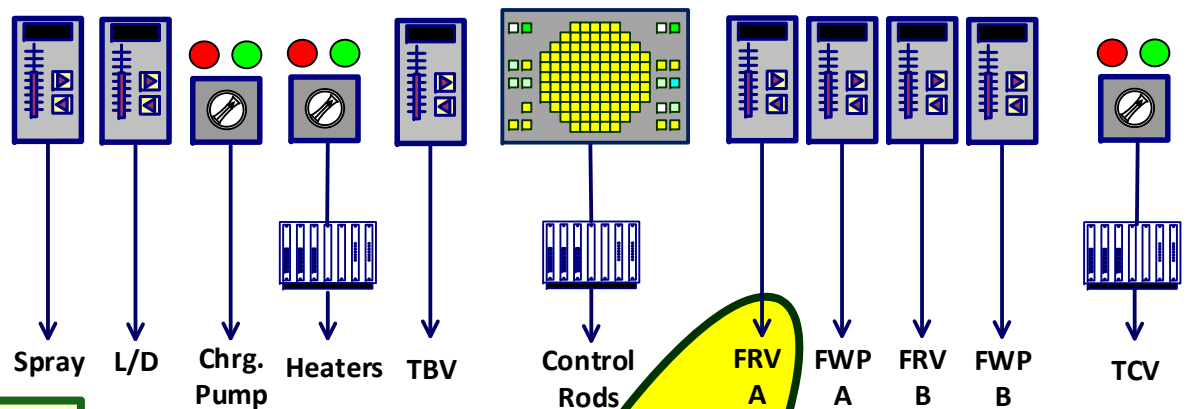 Spray L/D Chrg. Pump Heaters TBV Control Rods FRV A FWP A FRV B FWP B TCV